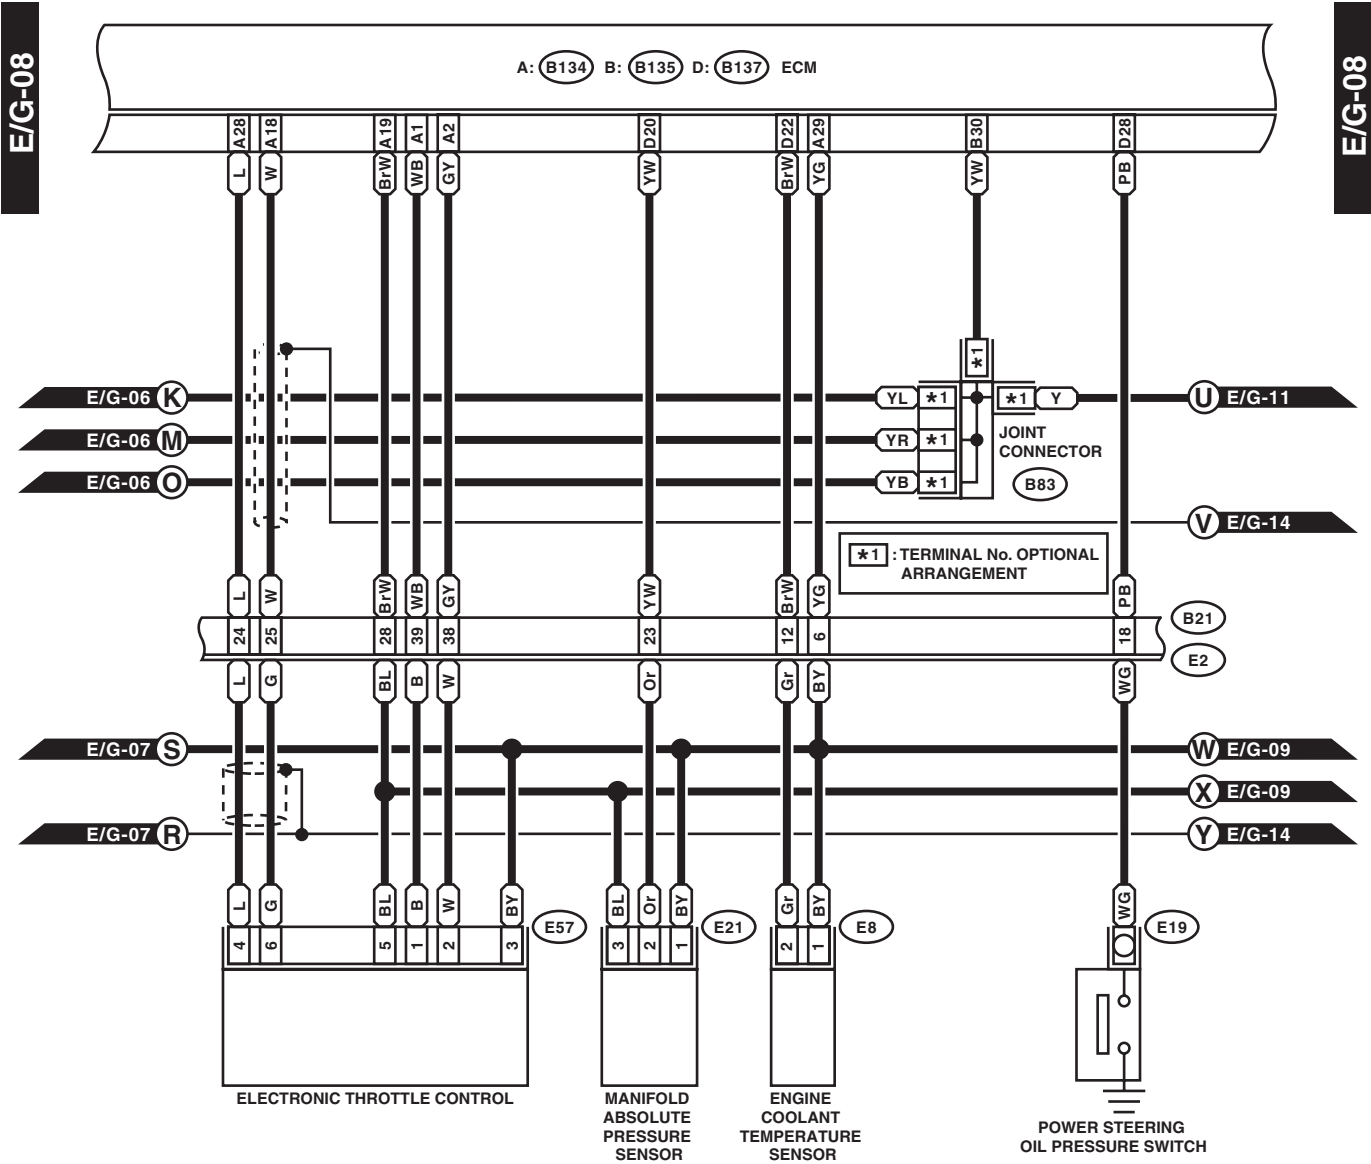 E/G-08
E/G-08
A: B134 B: B135 D: B137 ECM
A28 A18 A19 A1 A2 D20 D22 A29 B30 D28
L W BrW WB GY YW BrW YG YW PB
*1
E/G-06 K YL *1 *1 Y U E/G-11
E/G-06 M YR *1
JOINT
CONNECTOR
E/G-06 O YB *1 B83
V E/G-14
*1 : TERMINAL No. OPTIONAL
ARRANGEMENT
L W BrW WB GY YW BrW YG PB
B21
24 25 28 39 38 23 12 6 18
E2
L G BL B W Or Gr BY WG
E/G-07 S W E/G-09
X E/G-09
E/G-07 R Y E/G-14
L G BL B W BY BL Or BY Gr BY WG
E57 E21 E8 E19
4 6 5 1 2 3 3 2 1 2 1
ELECTRONIC THROTTLE CONTROL
MANIFOLD
ABSOLUTE
PRESSURE
SENSOR
ENGINE
COOLANT
TEMPERATURE
SENSOR
POWER STEERING
OIL PRESSURE SWITCH